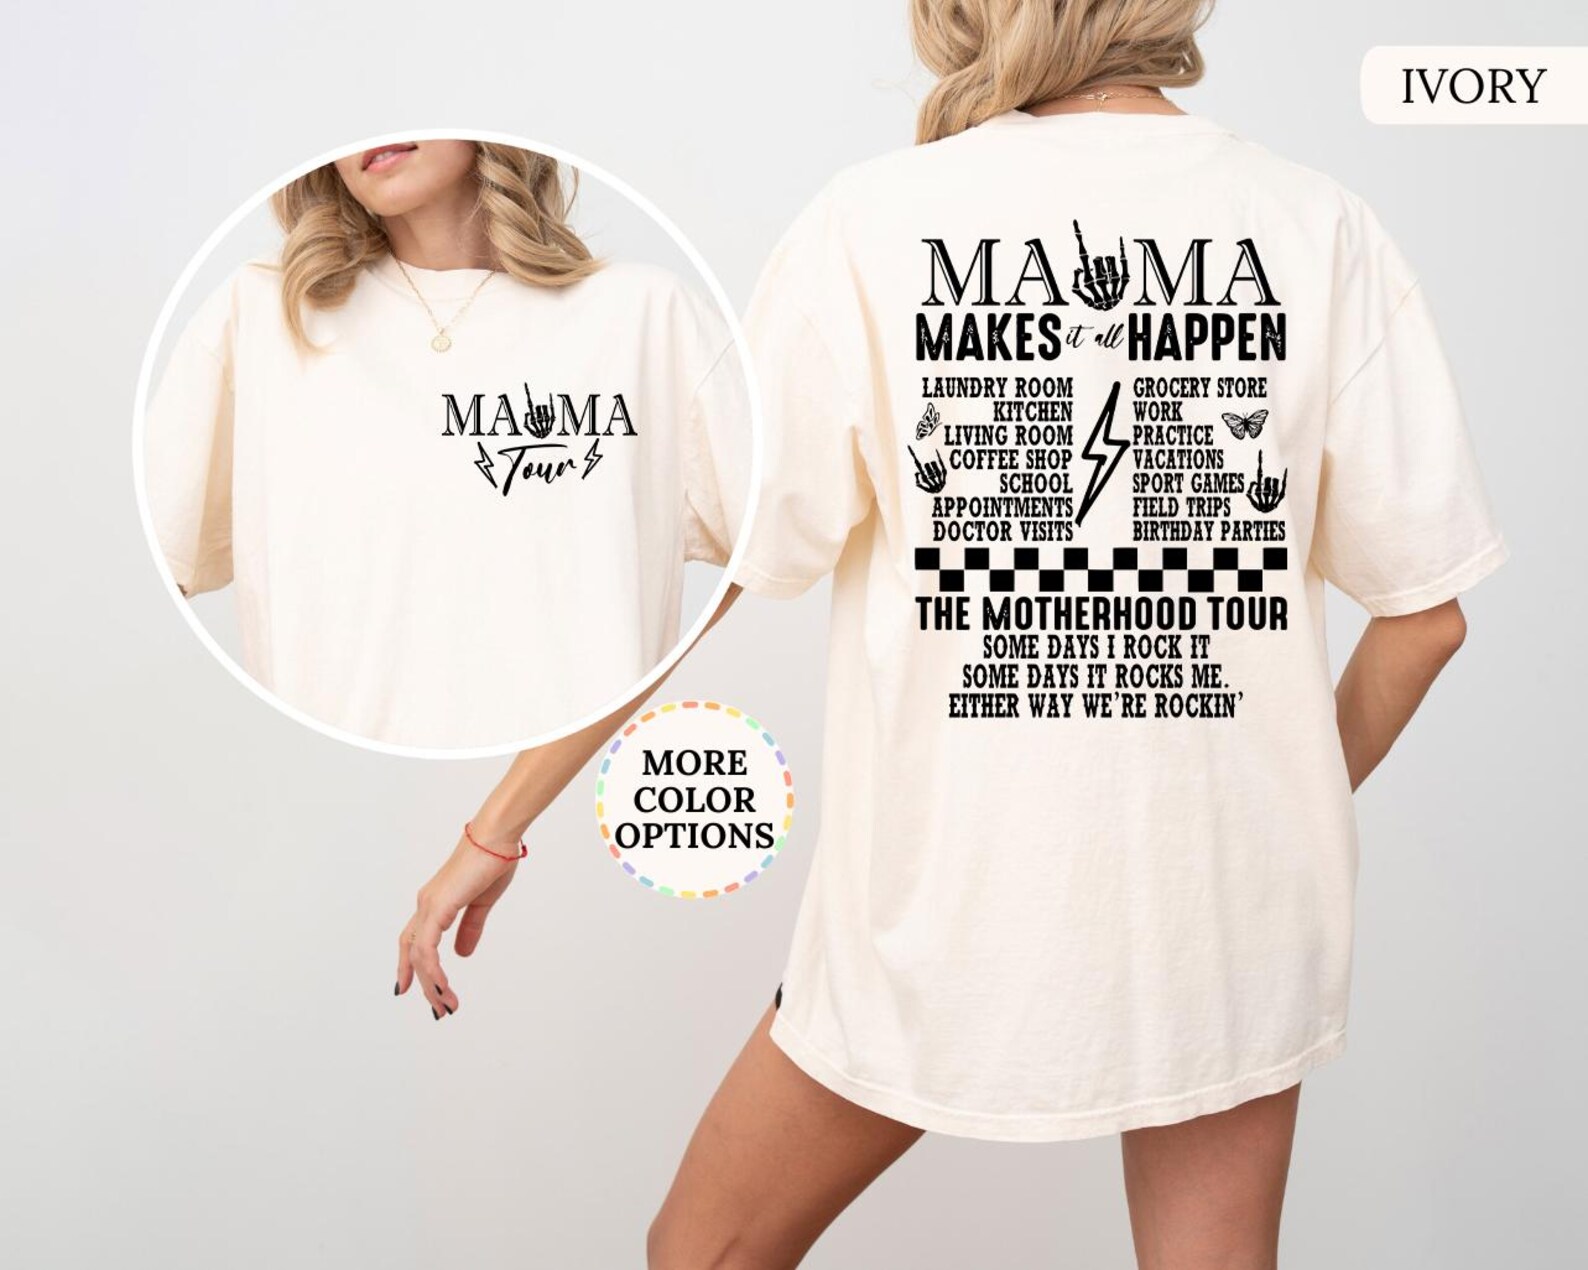 IVORY
MAMA
Tour
MAMA
MAKES it all HAPPEN
LAUNDRY ROOM
KITCHEN
LIVING ROOM
COFFEE SHOP
SCHOOL
APPOINTMENTS
DOCTOR VISITS
GROCERY STORE
WORK
PRACTICE
VACATIONS
SPORT GAMES
FIELD TRIPS
BIRTHDAY PARTIES
THE MOTHERHOOD TOUR
SOME DAYS I ROCK IT
SOME DAYS IT ROCKS ME.
EITHER WAY WE'RE ROCKIN'
MORE
COLOR
OPTIONS